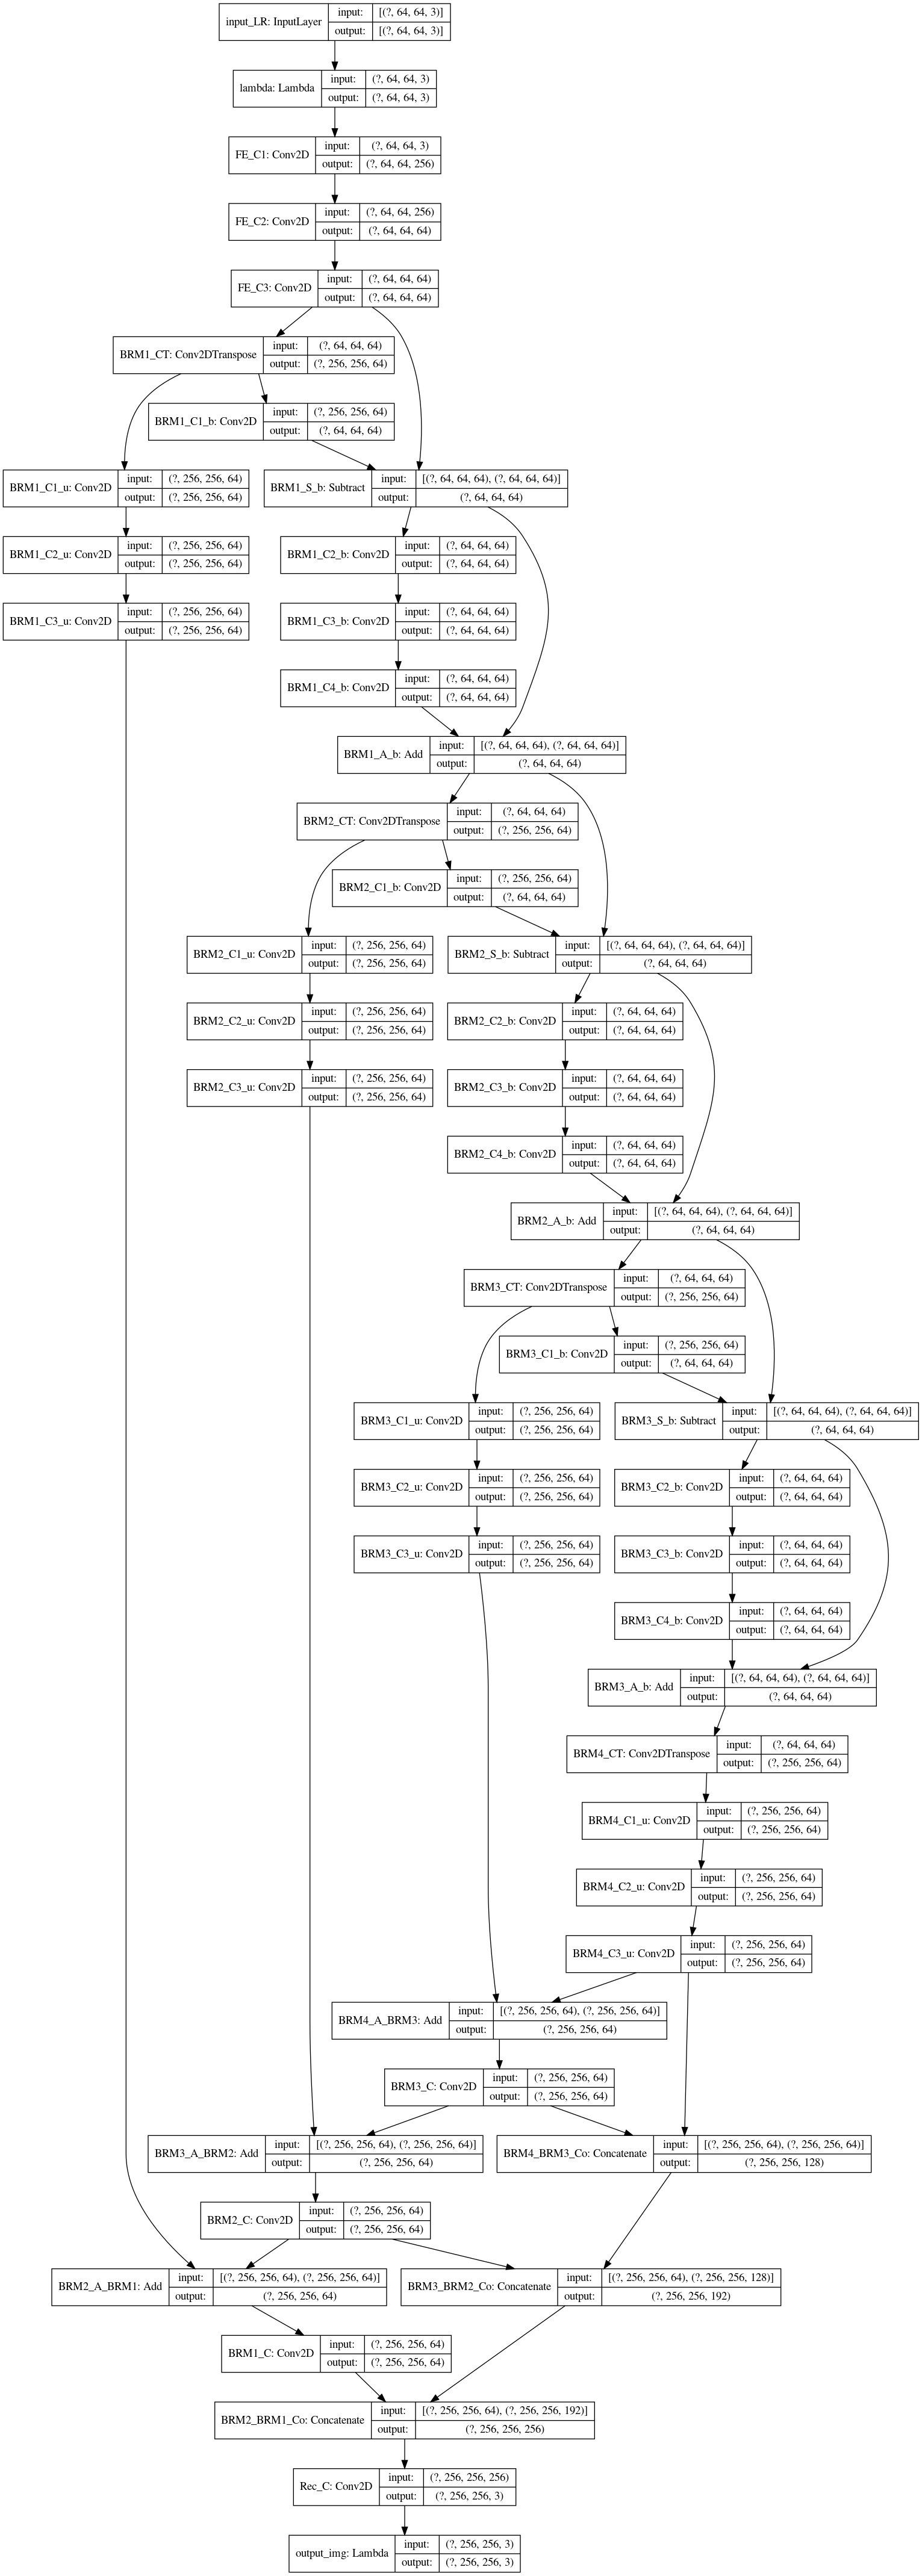 input_LR: InputLayer
input: [(?, 64, 64, 3)]
output: [(?, 64, 64, 3)]
lambda: Lambda
input: (?, 64, 64, 3)
output: (?, 64, 64, 3)
FE_C1: Conv2D
input: (?, 64, 64, 3)
output: (?, 64, 64, 256)
FE_C2: Conv2D
input: (?, 64, 64, 256)
output: (?, 64, 64, 64)
FE_C3: Conv2D
input: (?, 64, 64, 64)
output: (?, 64, 64, 64)
BRM1_CT: Conv2DTranspose
input: (?, 64, 64, 64)
output: (?, 256, 256, 64)
BRM1_C1_b: Conv2D
input: (?, 256, 256, 64)
output: (?, 64, 64, 64)
BRM1_C1_u: Conv2D
input: (?, 256, 256, 64)
output: (?, 256, 256, 64)
BRM1_S_b: Subtract
input: [(?, 64, 64, 64), (?, 64, 64, 64)]
output: (?, 64, 64, 64)
BRM1_C2_u: Conv2D
input: (?, 256, 256, 64)
output: (?, 256, 256, 64)
BRM1_C2_b: Conv2D
input: (?, 64, 64, 64)
output: (?, 64, 64, 64)
BRM1_C3_u: Conv2D
input: (?, 256, 256, 64)
output: (?, 256, 256, 64)
BRM1_C3_b: Conv2D
input: (?, 64, 64, 64)
output: (?, 64, 64, 64)
BRM1_C4_b: Conv2D
input: (?, 64, 64, 64)
output: (?, 64, 64, 64)
BRM1_A_b: Add
input: [(?, 64, 64, 64), (?, 64, 64, 64)]
output: (?, 64, 64, 64)
BRM2_CT: Conv2DTranspose
input: (?, 64, 64, 64)
output: (?, 256, 256, 64)
BRM2_C1_b: Conv2D
input: (?, 256, 256, 64)
output: (?, 64, 64, 64)
BRM2_C1_u: Conv2D
input: (?, 256, 256, 64)
output: (?, 256, 256, 64)
BRM2_S_b: Subtract
input: [(?, 64, 64, 64), (?, 64, 64, 64)]
output: (?, 64, 64, 64)
BRM2_C2_u: Conv2D
input: (?, 256, 256, 64)
output: (?, 256, 256, 64)
BRM2_C2_b: Conv2D
input: (?, 64, 64, 64)
output: (?, 64, 64, 64)
BRM2_C3_u: Conv2D
input: (?, 256, 256, 64)
output: (?, 256, 256, 64)
BRM2_C3_b: Conv2D
input: (?, 64, 64, 64)
output: (?, 64, 64, 64)
BRM2_C4_b: Conv2D
input: (?, 64, 64, 64)
output: (?, 64, 64, 64)
BRM2_A_b: Add
input: [(?, 64, 64, 64), (?, 64, 64, 64)]
output: (?, 64, 64, 64)
BRM3_CT: Conv2DTranspose
input: (?, 64, 64, 64)
output: (?, 256, 256, 64)
BRM3_C1_b: Conv2D
input: (?, 256, 256, 64)
output: (?, 64, 64, 64)
BRM3_C1_u: Conv2D
input: (?, 256, 256, 64)
output: (?, 256, 256, 64)
BRM3_S_b: Subtract
input: [(?, 64, 64, 64), (?, 64, 64, 64)]
output: (?, 64, 64, 64)
BRM3_C2_u: Conv2D
input: (?, 256, 256, 64)
output: (?, 256, 256, 64)
BRM3_C2_b: Conv2D
input: (?, 64, 64, 64)
output: (?, 64, 64, 64)
BRM3_C3_u: Conv2D
input: (?, 256, 256, 64)
output: (?, 256, 256, 64)
BRM3_C3_b: Conv2D
input: (?, 64, 64, 64)
output: (?, 64, 64, 64)
BRM3_C4_b: Conv2D
input: (?, 64, 64, 64)
output: (?, 64, 64, 64)
BRM3_A_b: Add
input: [(?, 64, 64, 64), (?, 64, 64, 64)]
output: (?, 64, 64, 64)
BRM4_CT: Conv2DTranspose
input: (?, 64, 64, 64)
output: (?, 256, 256, 64)
BRM4_C1_u: Conv2D
input: (?, 256, 256, 64)
output: (?, 256, 256, 64)
BRM4_C2_u: Conv2D
input: (?, 256, 256, 64)
output: (?, 256, 256, 64)
BRM4_C3_u: Conv2D
input: (?, 256, 256, 64)
output: (?, 256, 256, 64)
BRM4_A_BRM3: Add
input: [(?, 256, 256, 64), (?, 256, 256, 64)]
output: (?, 256, 256, 64)
BRM3_C: Conv2D
input: (?, 256, 256, 64)
output: (?, 256, 256, 64)
BRM3_A_BRM2: Add
input: [(?, 256, 256, 64), (?, 256, 256, 64)]
output: (?, 256, 256, 64)
BRM4_BRM3_Co: Concatenate
input: [(?, 256, 256, 64), (?, 256, 256, 64)]
output: (?, 256, 256, 128)
BRM2_C: Conv2D
input: (?, 256, 256, 64)
output: (?, 256, 256, 64)
BRM2_A_BRM1: Add
input: [(?, 256, 256, 64), (?, 256, 256, 64)]
output: (?, 256, 256, 64)
BRM3_BRM2_Co: Concatenate
input: [(?, 256, 256, 64), (?, 256, 256, 128)]
output: (?, 256, 256, 192)
BRM1_C: Conv2D
input: (?, 256, 256, 64)
output: (?, 256, 256, 64)
BRM2_BRM1_Co: Concatenate
input: [(?, 256, 256, 64), (?, 256, 256, 192)]
output: (?, 256, 256, 256)
Rec_C: Conv2D
input: (?, 256, 256, 256)
output: (?, 256, 256, 3)
output_img: Lambda
input: (?, 256, 256, 3)
output: (?, 256, 256, 3)